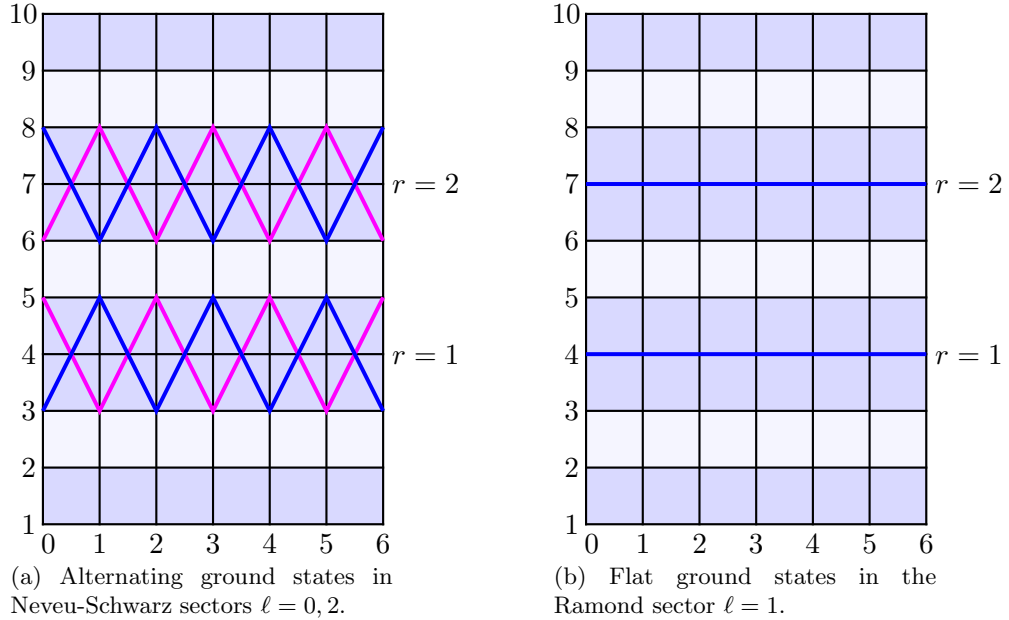 10
9
8
7
6
5
4
3
2
1
0 1 2 3 4 5 6
r = 2
r = 1
(a) Alternating ground states in
Neveu-Schwarz sectors ℓ = 0, 2.
10
9
8
7
6
5
4
3
2
1
0 1 2 3 4 5 6
r = 2
r = 1
(b) Flat ground states in the
Ramond sector ℓ = 1.